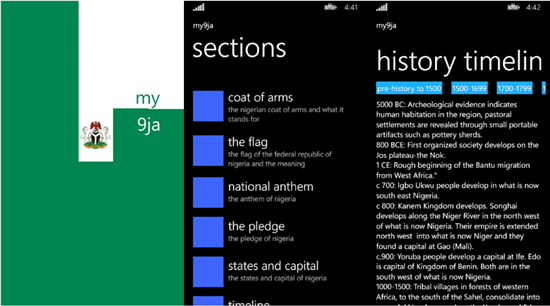 my
9ja
4:41
my9ja
sections
coat of arms
the nigerian coat of arms and what it
stands for
the flag
the flag of the federal republic of
nigeria and the meaning
national anthem
the anthem of nigeria
the pledge
the pledge of nigeria
states and capital
the states and capital of nigeria
timeline
4:42
my9ja
history timelin
pre-history to 1500
1500-1699
1700-1799
1
5000 BC: Archeological evidence indicates
human habitation in the region, pastoral
settlements are revealed through small portable
artifacts such as pottery sherds.
800 BCE: First organized society develops on the
Jos plateau-the Nok.
1 CE: Rough beginning of the Bantu migration
from West Africa."
c 700: Igbo Ukwu people develop in what is now
south east Nigeria.
c 800: Kanem Kingdom develops. Songhai
develops along the Niger River in the north west
of what is now Nigeria. Their empire is extended
north west into what is now Niger and they
found a capital at Gao (Mali).
c.900: Yoruba people develop a capital at Ife. Edo
is capital of Kingdom of Benin. Both are in the
south west of what is now Nigeria.
1000-1500: Tribal villages in forests of western
Africa, to the south of the Sahel, consolidate into